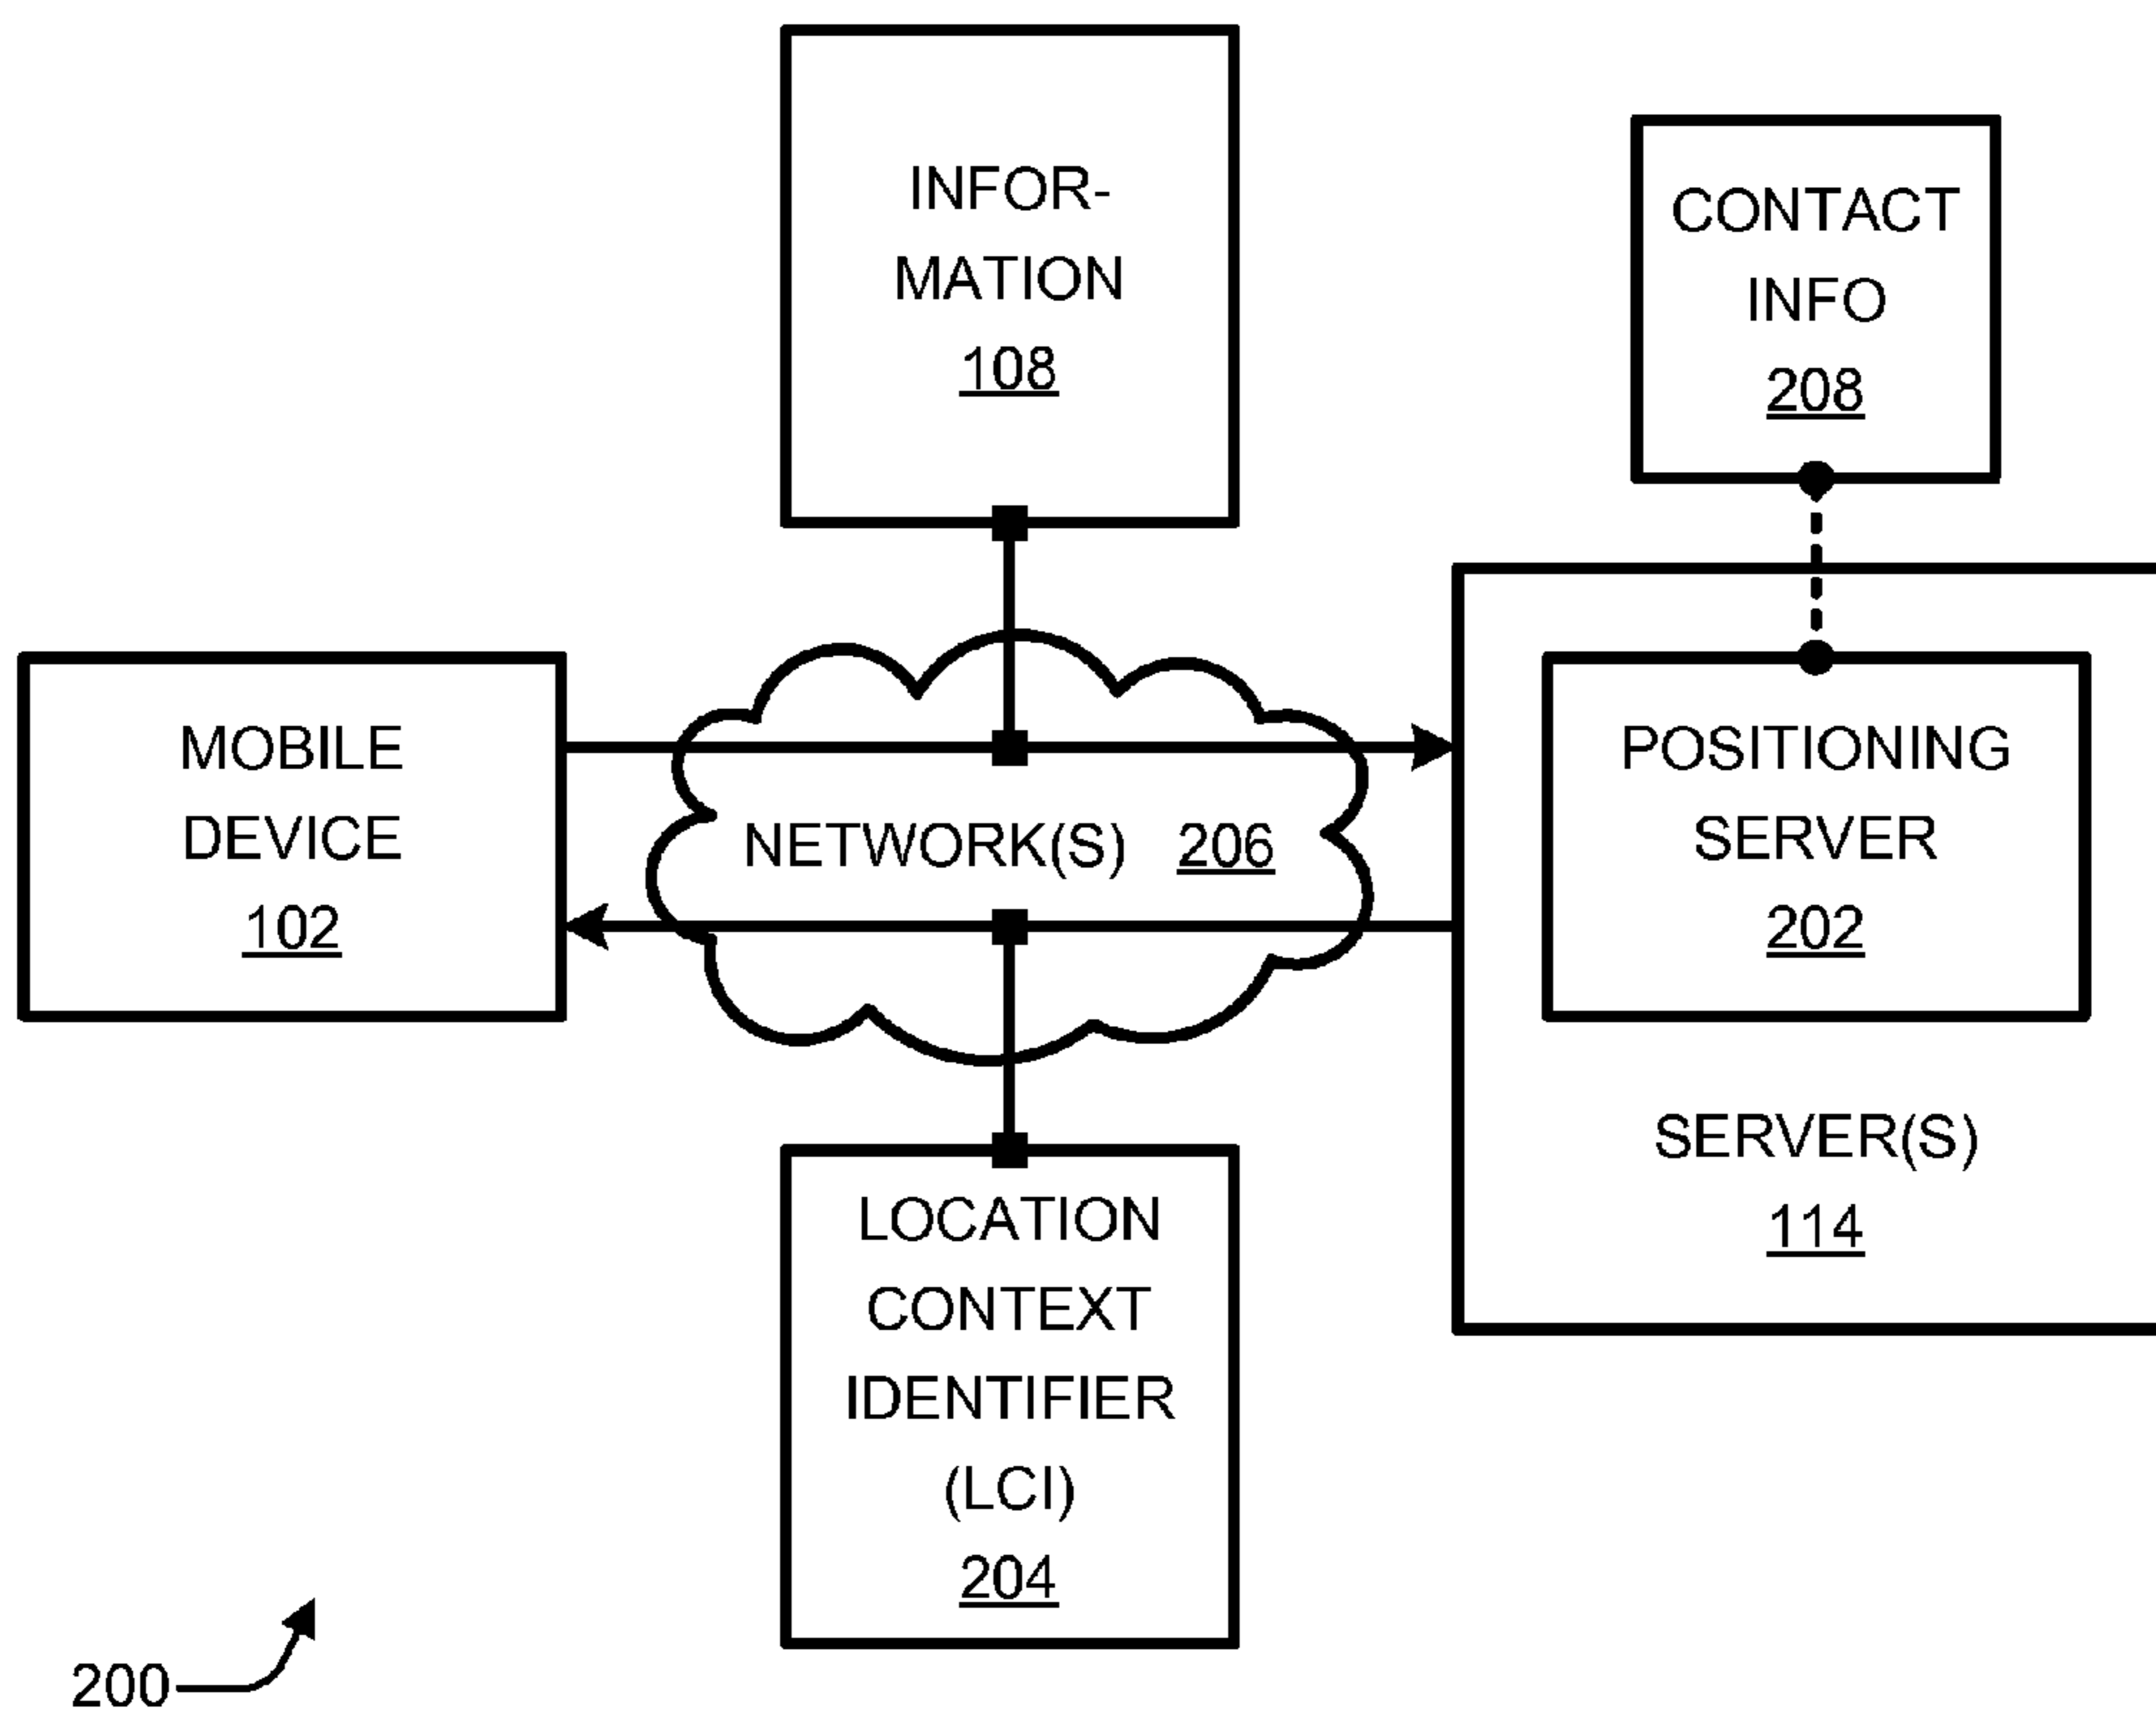 INFOR-
MATION
108
CONTACT
INFO
208
MOBILE
DEVICE
102
NETWORK(S) 206
POSITIONING
SERVER
202
SERVER(S)
114
LOCATION
CONTEXT
IDENTIFIER
(LCI)
204
200